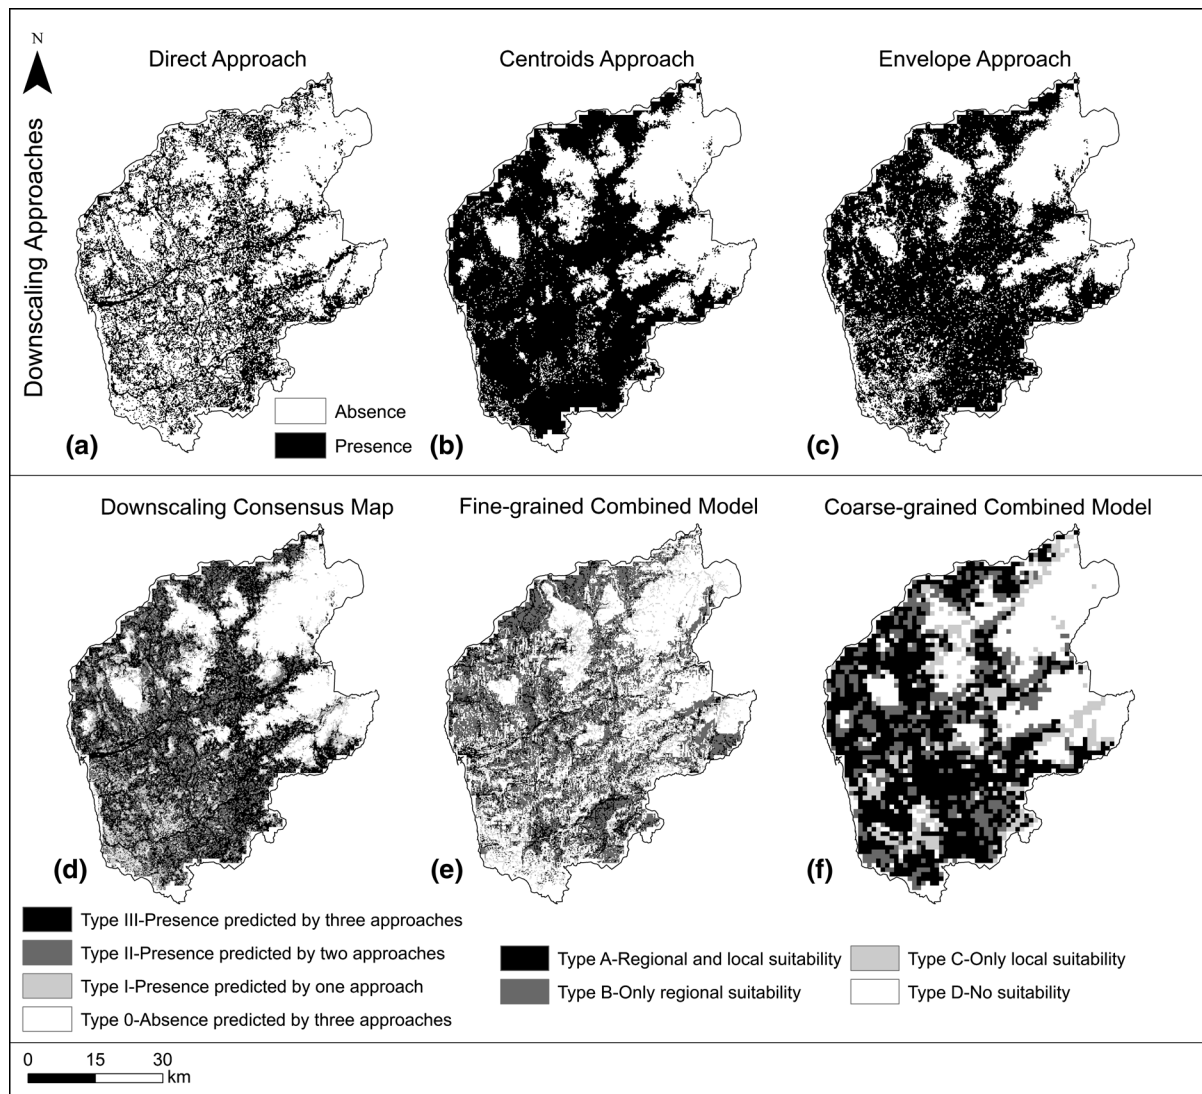 N
Direct Approach
Centroids Approach
Envelope Approach
Downscaling Approaches
Absence
Presence
(a)
(b)
(c)
Downscaling Consensus Map
Fine-grained Combined Model
Coarse-grained Combined Model
(d)
(e)
(f)
Type III-Presence predicted by three approaches
Type II-Presence predicted by two approaches
Type I-Presence predicted by one approach
Type 0-Absence predicted by three approaches
Type A-Regional and local suitability
Type B-Only regional suitability
Type C-Only local suitability
Type D-No suitability
0 15 30
km